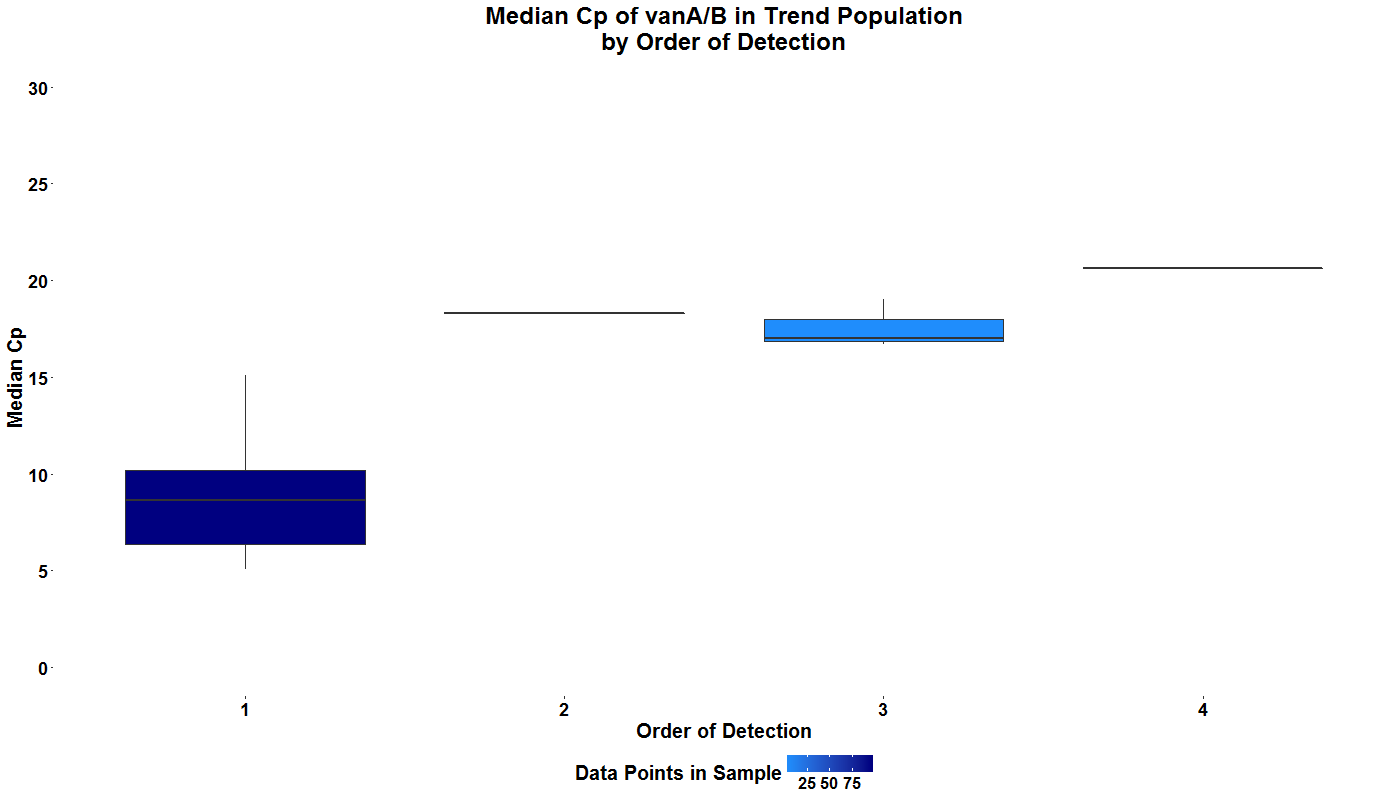 Median Cp of vanA/B in Trend Population
by Order of Detection
30
25
20
15
10
5
0
Median Cp
1 2 3 4
Order of Detection
Data Points in Sample
25 50 75